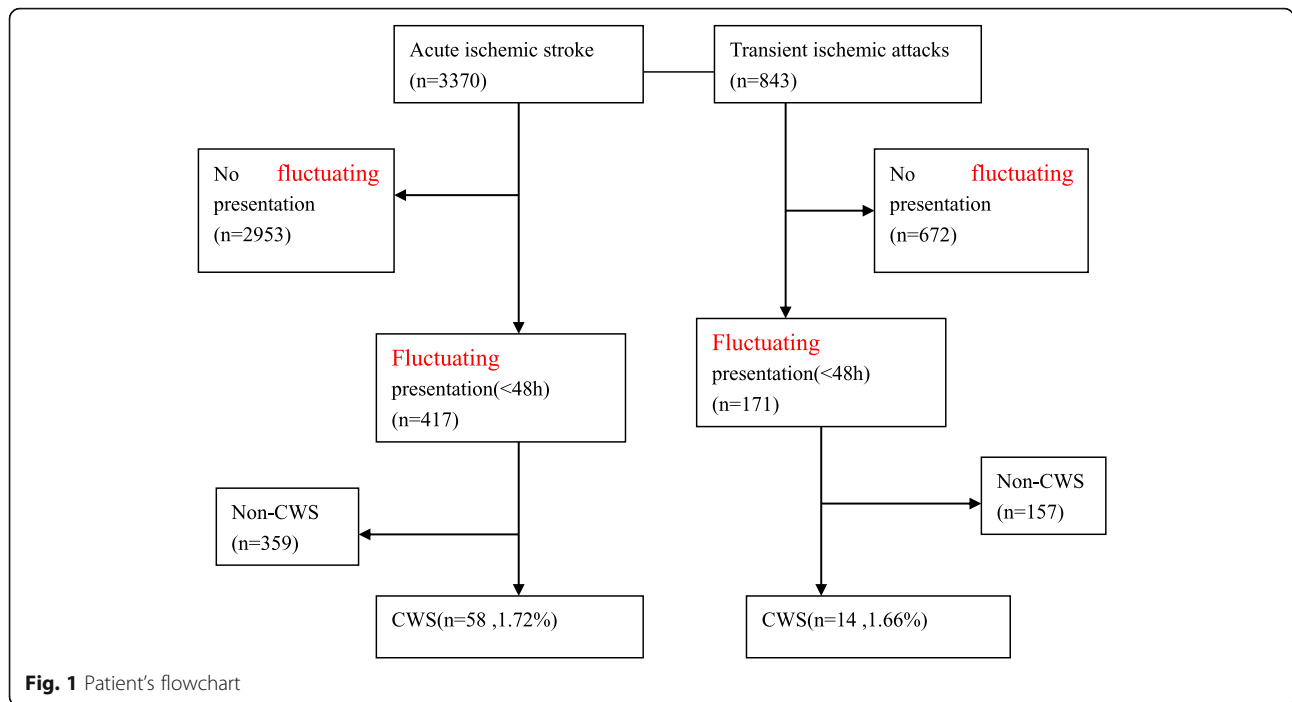 Acute ischemic stroke
(n=3370)
Transient ischemic attacks
(n=843)
No fluctuating
presentation
(n=2953)
No fluctuating
presentation
(n=672)
Fluctuating
presentation(<48h)
(n=417)
Fluctuating
presentation(<48h)
(n=171)
Non-CWS
(n=359)
Non-CWS
(n=157)
CWS(n=58 ,1.72%)
CWS(n=14 ,1.66%)
Fig. 1 Patient’s flowchart